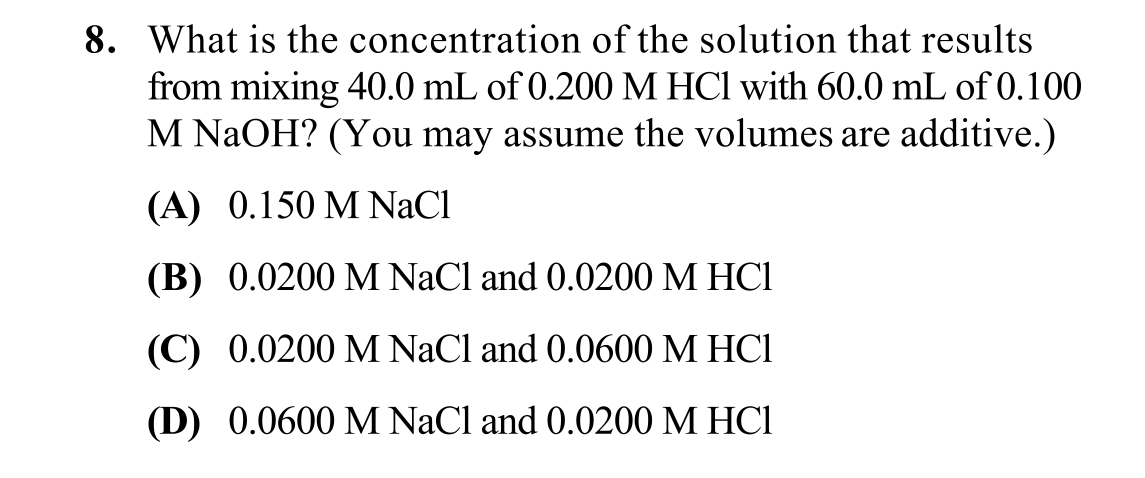 8. What is the concentration of the solution that results
from mixing 40.0 mL of 0.200 M HCl with 60.0 mL of 0.100
M NaOH? (You may assume the volumes are additive.)
(A) 0.150 M NaCl
(B) 0.0200 M NaCl and 0.0200 M HCl
(C) 0.0200 M NaCl and 0.0600 M HCl
(D) 0.0600 M NaCl and 0.0200 M HCl